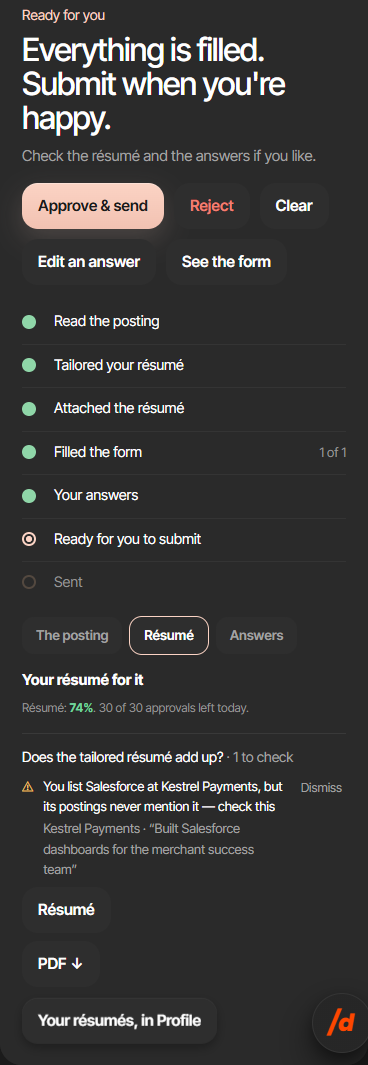 Ready for you
Everything is filled.
Submit when you're
happy.
Check the résumé and the answers if you like.
Approve & send
Reject
Clear
Edit an answer
See the form
Read the posting
Tailored your résumé
Attached the résumé
Filled the form
1 of 1
Your answers
Ready for you to submit
Sent
The posting
Résumé
Answers
Your résumé for it
Résumé: 74%. 30 of 30 approvals left today.
Does the tailored résumé add up? · 1 to check
You list Salesforce at Kestrel Payments, but
Dismiss
its postings never mention it — check this
Kestrel Payments · “Built Salesforce
dashboards for the merchant success
team”
Résumé
PDF ↓
Your résumés, in Profile
/d